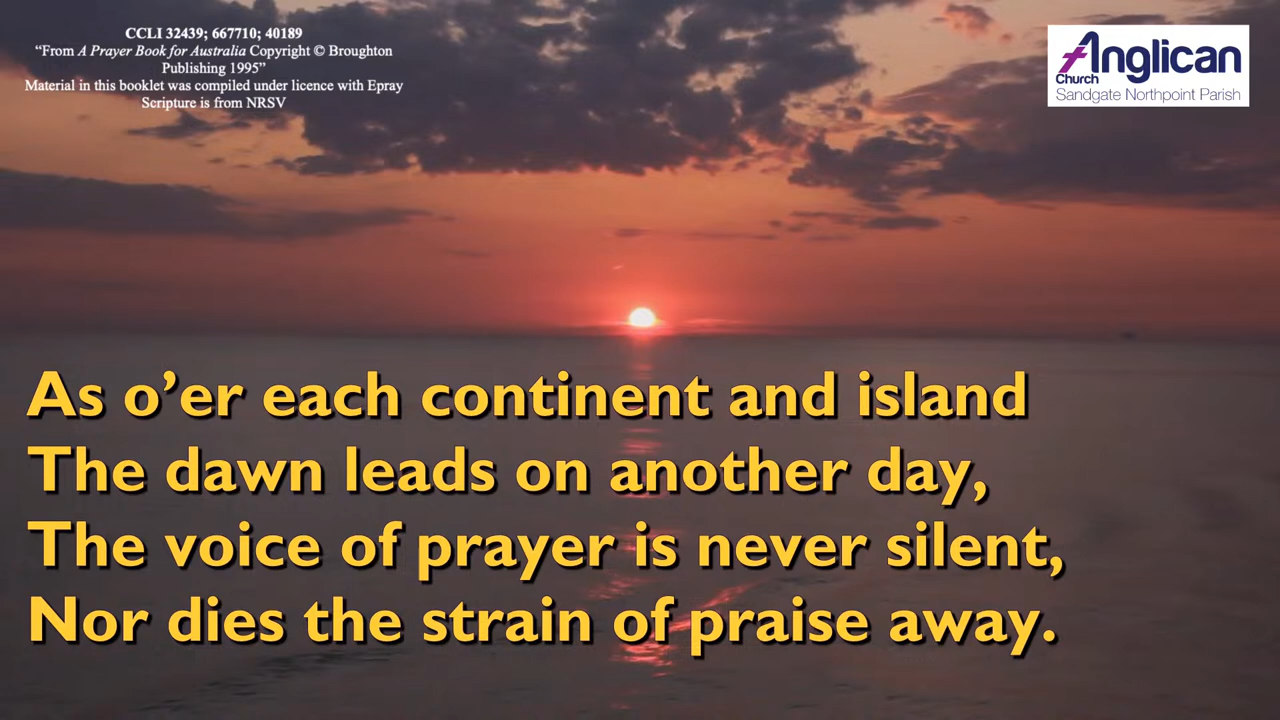 CCLI 32439; 667710; 40189
“From A Prayer Book for Australia Copyright © Broughton
Publishing 1995”
Material in this booklet was compiled under licence with Epray
Scripture is from NRSV
Anglican
Church
Sandgate Northpoint Parish
As o’er each continent and island
The dawn leads on another day,
The voice of prayer is never silent,
Nor dies the strain of praise away.